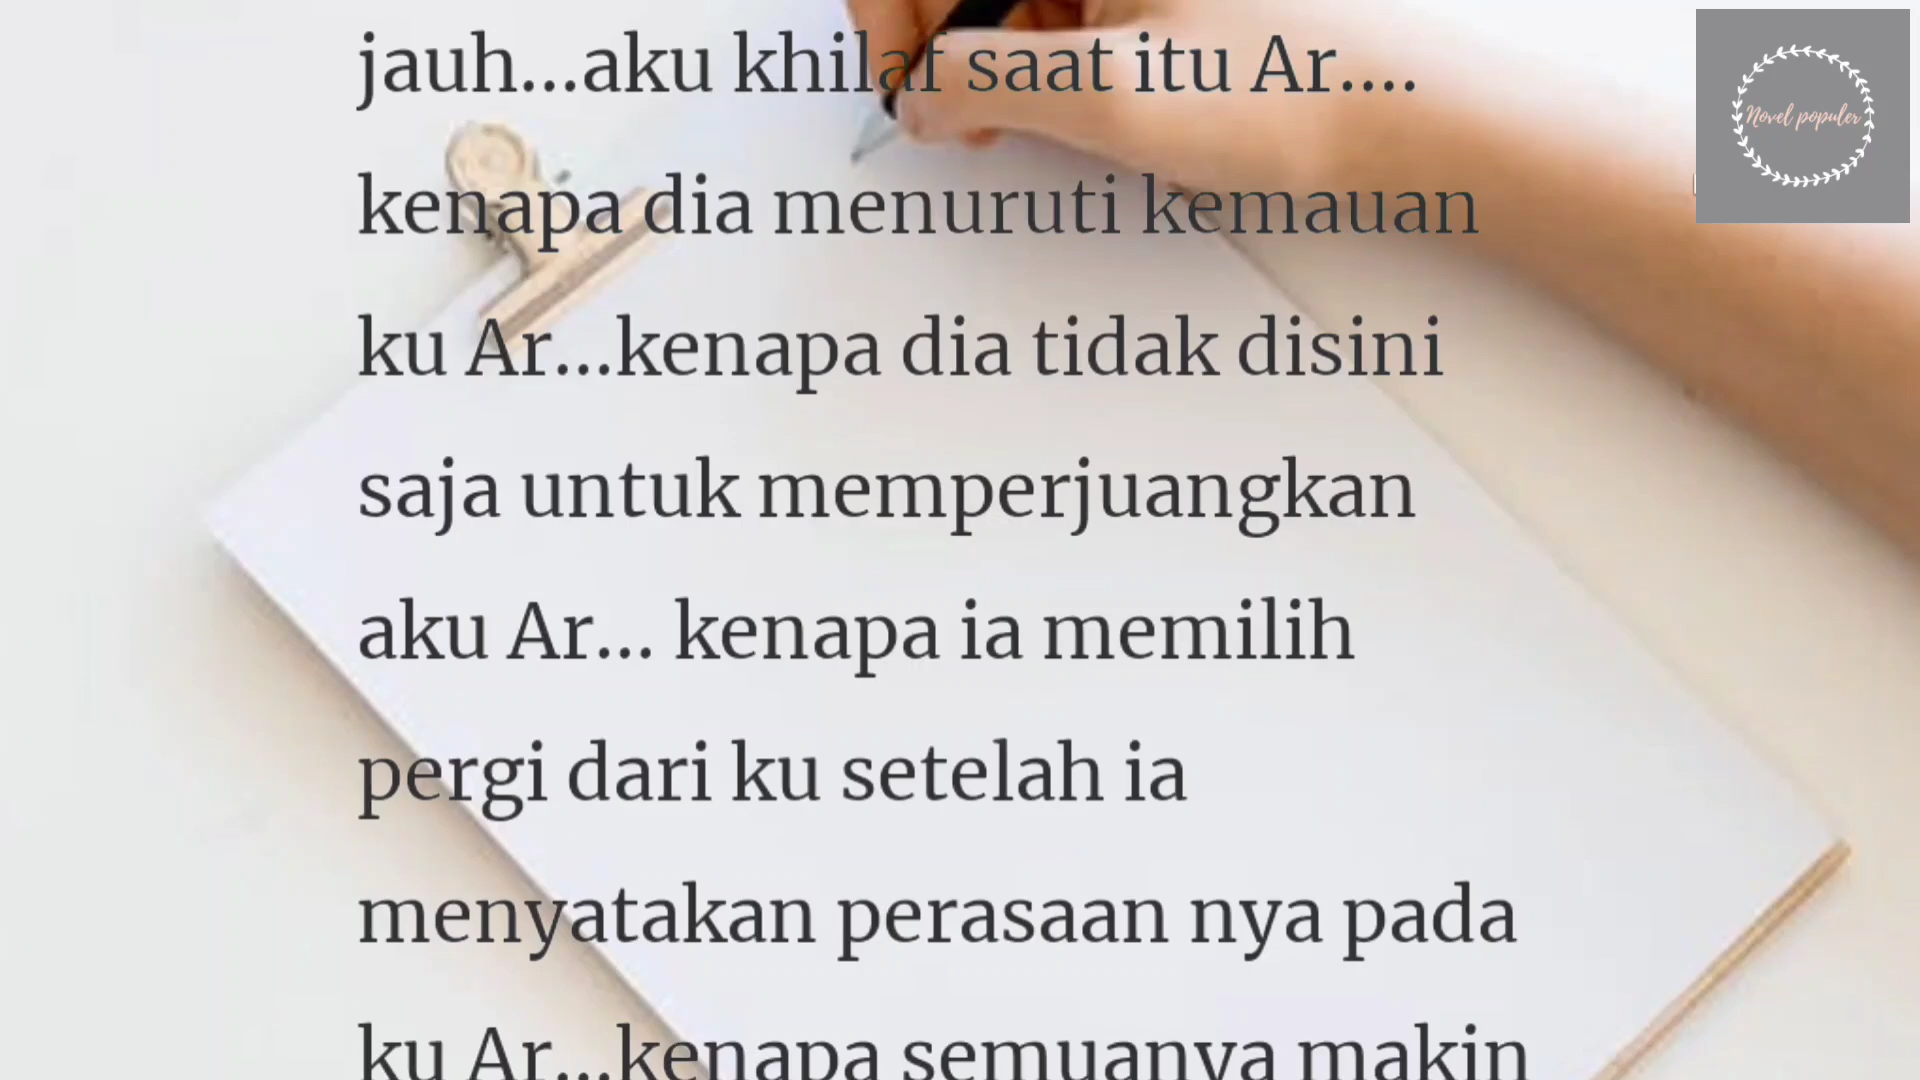 jauh...aku khilaf saat itu Ar....
kenapa dia menuruti kemauan
ku Ar...kenapa dia tidak disini
saja untuk memperjuangkan
aku Ar... kenapa ia memilih
pergi dari ku setelah ia
menyatakan perasaan nya pada
ku Ar...kenapa semuanya makin
Novel populer